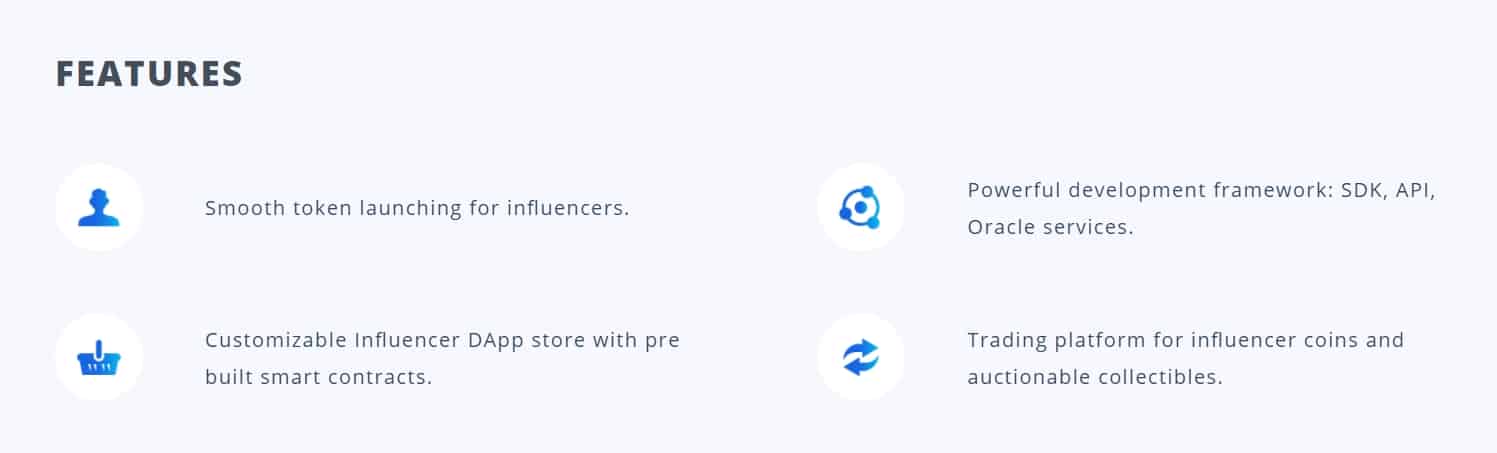 FEATURES
Smooth token launching for influencers.
Powerful development framework: SDK, API,
Oracle services.
Customizable Influencer DApp store with pre
built smart contracts.
Trading platform for influencer coins and
auctionable collectibles.